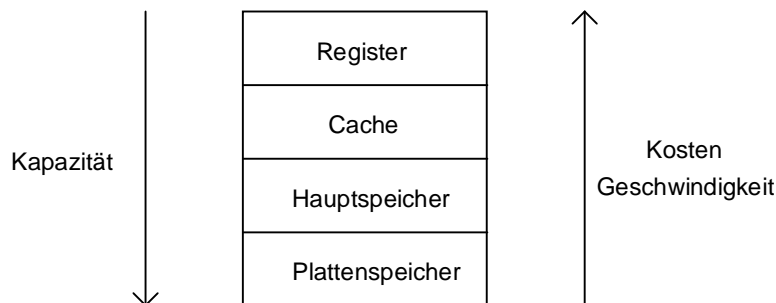 Register
Cache
Kapazität
Kosten
Geschwindigkeit
Hauptspeicher
Plattenspeicher